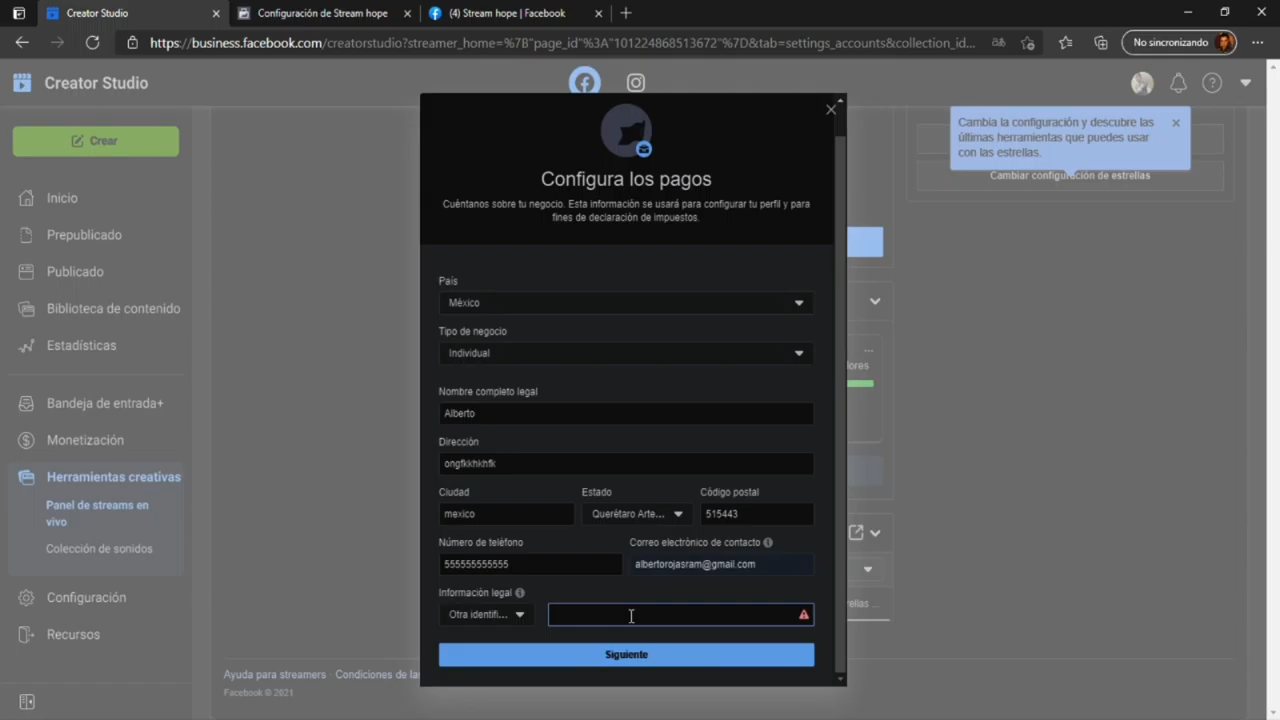 Creator Studio
Configuración de Stream hope
(4) Stream hope | Facebook
https://business.facebook.com/creatorstudio?streamer_home=%7B"page_id"%3A"101224868513672"%7D&tab=settings_accounts&collection_id...
No sincronizando
Creator Studio
Crear
Inicio
Prepublicado
Publicado
Biblioteca de contenido
Estadísticas
Bandeja de entrada+
Monetización
Herramientas creativas
Panel de streams en
vivo
Colección de sonidos
Configuración
Recursos
Configura los pagos
Cuéntanos sobre tu negocio. Esta información se usará para configurar tu perfil y para
fines de declaración de impuestos.
País
México
Tipo de negocio
Individual
Nombre completo legal
Alberto
Dirección
ongfkkhkhfk
Ciudad
Estado
Código postal
mexico
Querétaro Arte...
515443
Número de teléfono
Correo electrónico de contacto
555555555555
albertorojasram@gmail.com
Información legal
Otra identifi...
Siguiente
Cambia la configuración y descubre las
últimas herramientas que puedes usar
con las estrellas.
Cambiar configuración de estrellas
dores
rellas ...
Ayuda para streamers
Condiciones de las
Facebook © 2021